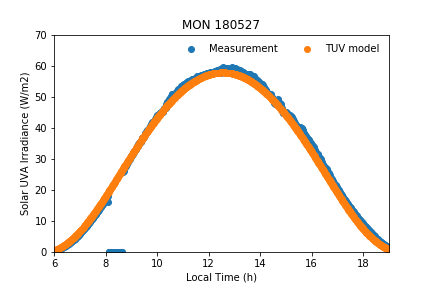 MON 180527
Measurement TUV model
70
60
50
40
30
20
10
0
Solar UVA Irradiance (W/m2)
6 8 10 12 14 16 18
Local Time (h)